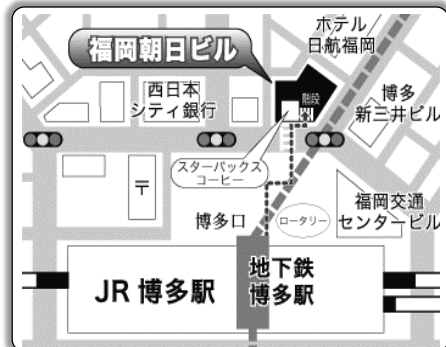 ホテル
日航福岡
福岡朝日ビル
西日本
シティ銀行
階段
博多
新三井ビル
スターバックス
コーヒー
〒
福岡交通
センタービル
博多口
ロータリー
JR 博多駅
地下鉄
博多駅